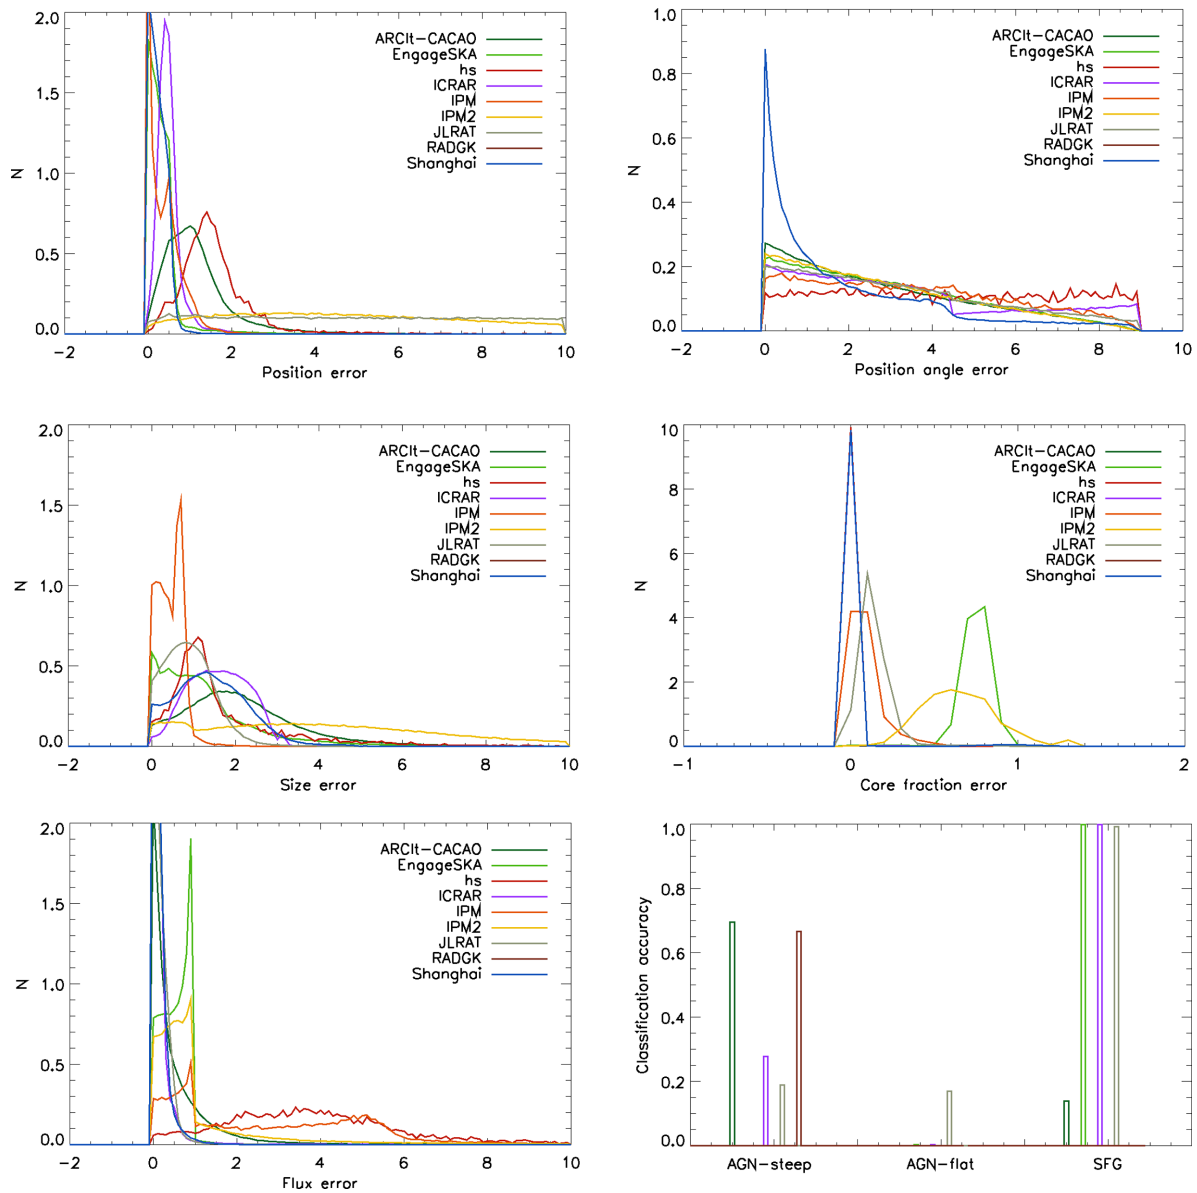 2.0
1.5
1.0
0.5
0.0
N
ARCIt-CACAO
EngageSKA
hs
ICRAR
IPM
IPM2
JLRAT
RADGK
Shanghai
-2 0 2 4 6 8 10
Position error
1.0
0.8
0.6
0.4
0.2
0.0
N
ARCIt-CACAO
EngageSKA
hs
ICRAR
IPM
IPM2
JLRAT
RADGK
Shanghai
-2 0 2 4 6 8 10
Position angle error
2.0
1.5
1.0
0.5
0.0
N
ARCIt-CACAO
EngageSKA
hs
ICRAR
IPM
IPM2
JLRAT
RADGK
Shanghai
-2 0 2 4 6 8 10
Size error
10
8
6
4
2
0
N
ARCIt-CACAO
EngageSKA
hs
ICRAR
IPM
IPM2
JLRAT
RADGK
Shanghai
-1 0 1 2
Core fraction error
2.0
1.5
1.0
0.5
0.0
N
ARCIt-CACAO
EngageSKA
hs
ICRAR
IPM
IPM2
JLRAT
RADGK
Shanghai
-2 0 2 4 6 8 10
Flux error
1.0
0.8
0.6
0.4
0.2
0.0
Classification accuracy
AGN-steep AGN-flat SFG